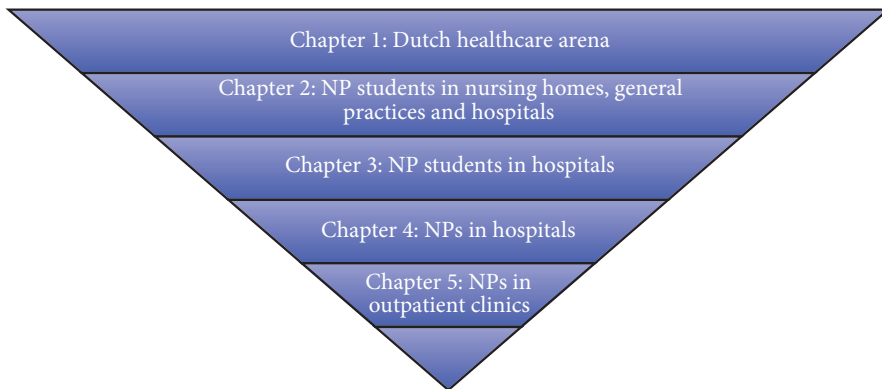 Chapter 1: Dutch healthcare arena
Chapter 2: NP students in nursing homes, general
practices and hospitals
Chapter 3: NP students in hospitals
Chapter 4: NPs in hospitals
Chapter 5: NPs in
outpatient clinics